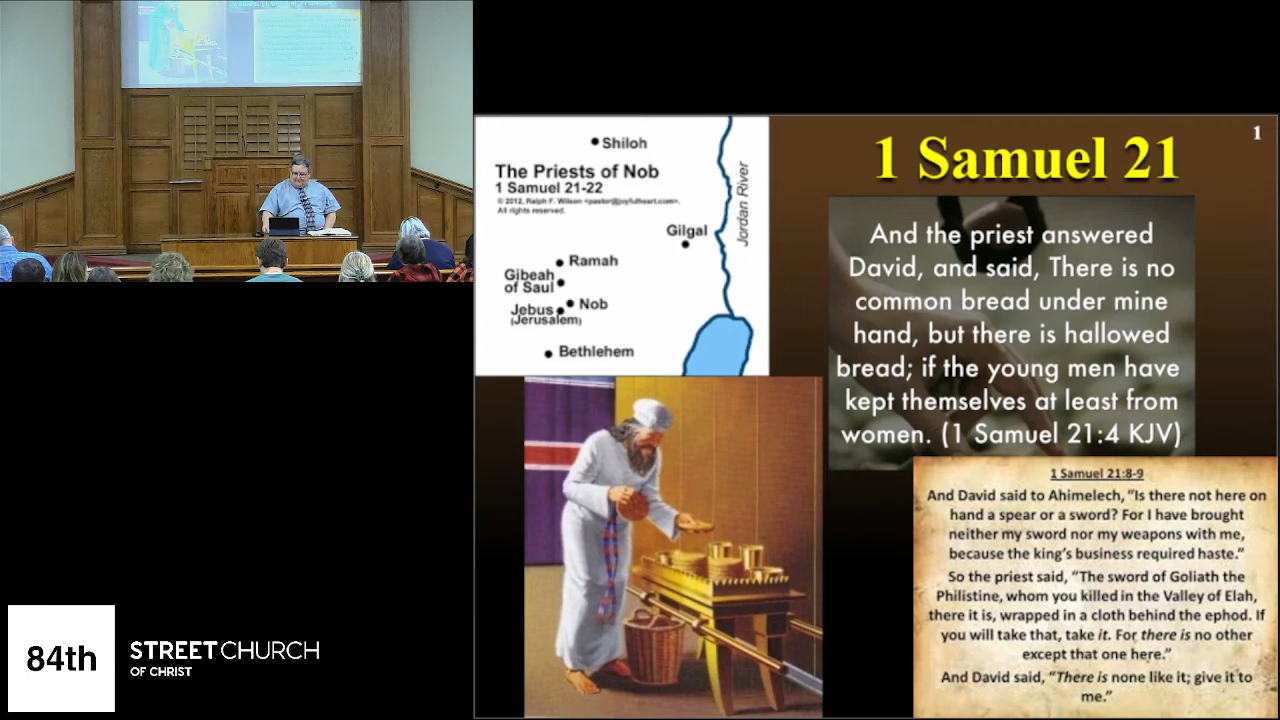 Shiloh
The Priests of Nob
1 Samuel 21-22
© 2012, Ralph F. Wilson <pastor@joyfulheart.com>.
All rights reserved.
Jordan River
Gilgal
Ramah
Gibeah
of Saul
Nob
Jebus
(Jerusalem)
Bethlehem
1 Samuel 21
1
And the priest answered
David, and said, There is no
common bread under mine
hand, but there is hallowed
bread; if the young men have
kept themselves at least from
women. (1 Samuel 21:4 KJV)
1 Samuel 21:8-9
And David said to Ahimelech, “Is there not here on
hand a spear or a sword? For I have brought
neither my sword nor my weapons with me,
because the king’s business required haste.”
So the priest said, “The sword of Goliath the
Philistine, whom you killed in the Valley of Elah,
there it is, wrapped in a cloth behind the ephod. If
you will take that, take it. For there is no other
except that one here.”
And David said, “There is none like it; give it to
me.”
84th
STREET CHURCH
OF CHRIST